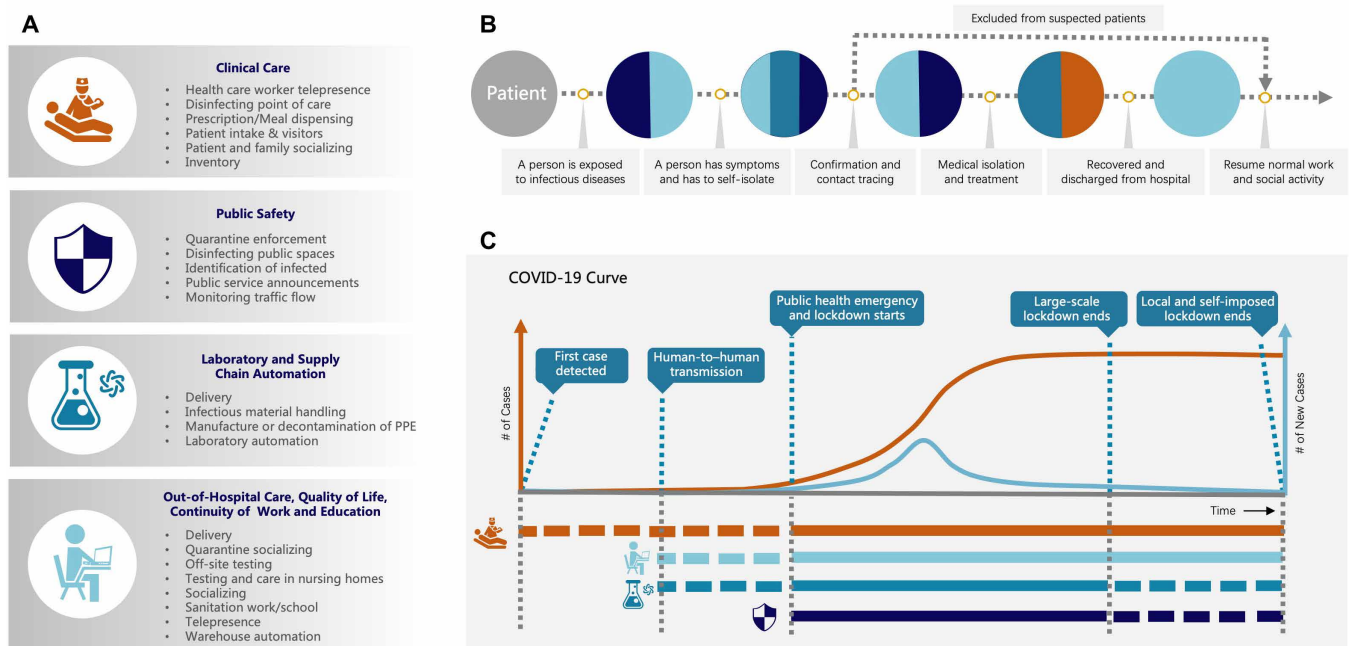 A
Clinical Care
• Health care worker telepresence
• Disinfecting point of care
• Prescription/Meal dispensing
• Patient intake & visitors
• Patient and family socializing
• Inventory
Public Safety
• Quarantine enforcement
• Disinfecting public spaces
• Identification of infected
• Public service announcements
• Monitoring traffic flow
Laboratory and Supply
Chain Automation
• Delivery
• Infectious material handling
• Manufacture or decontamination of PPE
• Laboratory automation
Out-of-Hospital Care, Quality of Life,
Continuity of Work and Education
• Delivery
• Quarantine socializing
• Off-site testing
• Testing and care in nursing homes
• Socializing
• Sanitation work/school
• Telepresence
• Warehouse automation
B
Excluded from suspected patients
Patient
A person is exposed
to infectious diseases
A person has symptoms
and has to self-isolate
Confirmation and
contact tracing
Medical isolation
and treatment
Recovered and
discharged from hospital
Resume normal work
and social activity
C
COVID-19 Curve
First case
detected
Human-to–human
transmission
Public health emergency
and lockdown starts
Large-scale
lockdown ends
Local and self-imposed
lockdown ends
# of Cases
# of New Cases
Time